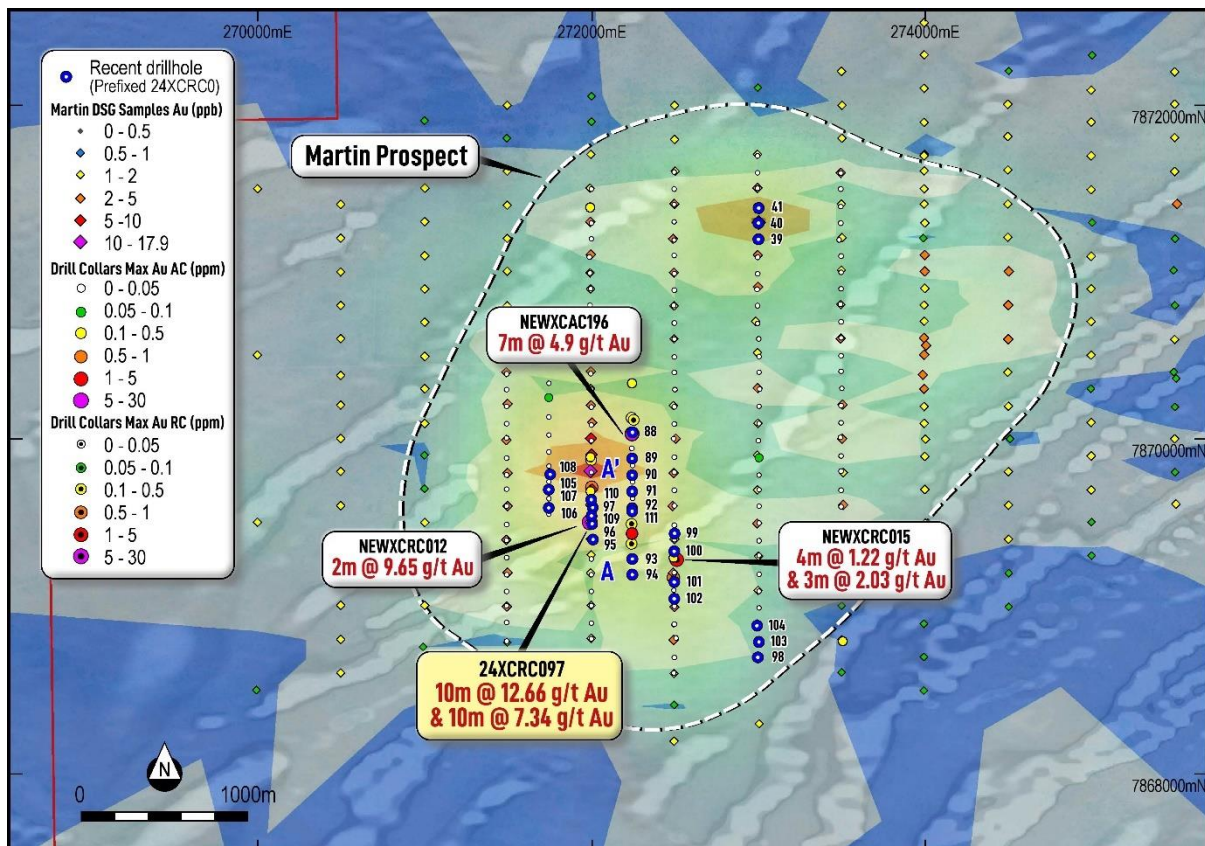 270000mE
272000mE
274000mE
7872000mN
7870000mN
7868000mN
Recent drillhole
(Prefixed 24XCRC0)
Martin DSG Samples Au (ppb)
0 - 0.5
0.5 - 1
1 - 2
2 - 5
5 - 10
10 - 17.9
Drill Collars Max Au AC (ppm)
0 - 0.05
0.05 - 0.1
0.1 - 0.5
0.5 - 1
1 - 5
5 - 30
Drill Collars Max Au RC (ppm)
0 - 0.05
0.05 - 0.1
0.1 - 0.5
0.5 - 1
1 - 5
5 - 30
Martin Prospect
41
40
39
NEWXCAC196
7m @ 4.9 g/t Au
88
89
90
91
92
111
93
94
108
105
107
106
A'
110
97
109
96
95
A
99
100
101
102
104
103
98
NEWXCRC012
2m @ 9.65 g/t Au
NEWXCRC015
4m @ 1.22 g/t Au
& 3m @ 2.03 g/t Au
24XCRC097
10m @ 12.66 g/t Au
& 10m @ 7.34 g/t Au
N
0
1000m